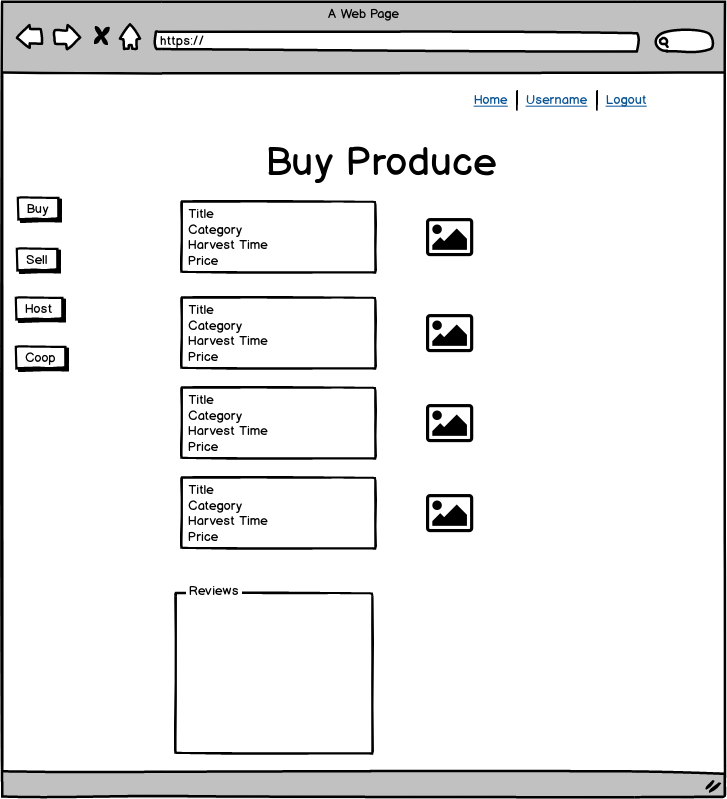 A Web Page
https://
Home | Username | Logout
Buy Produce
Buy
Sell
Host
Coop
Title
Category
Harvest Time
Price
Title
Category
Harvest Time
Price
Title
Category
Harvest Time
Price
Title
Category
Harvest Time
Price
Reviews